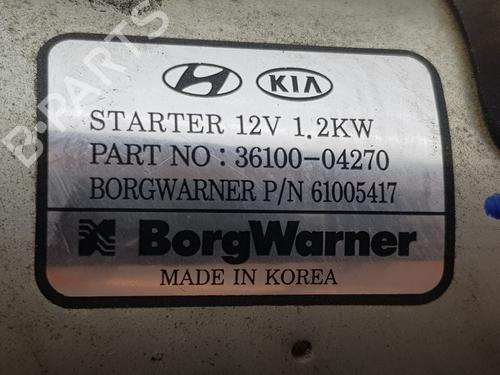 KIA
STARTER 12V 1.2KW
PART NO : 36100-04270
BORGWARNER P/N 61005417
BorgWarner
MADE IN KOREA
B-PARTS